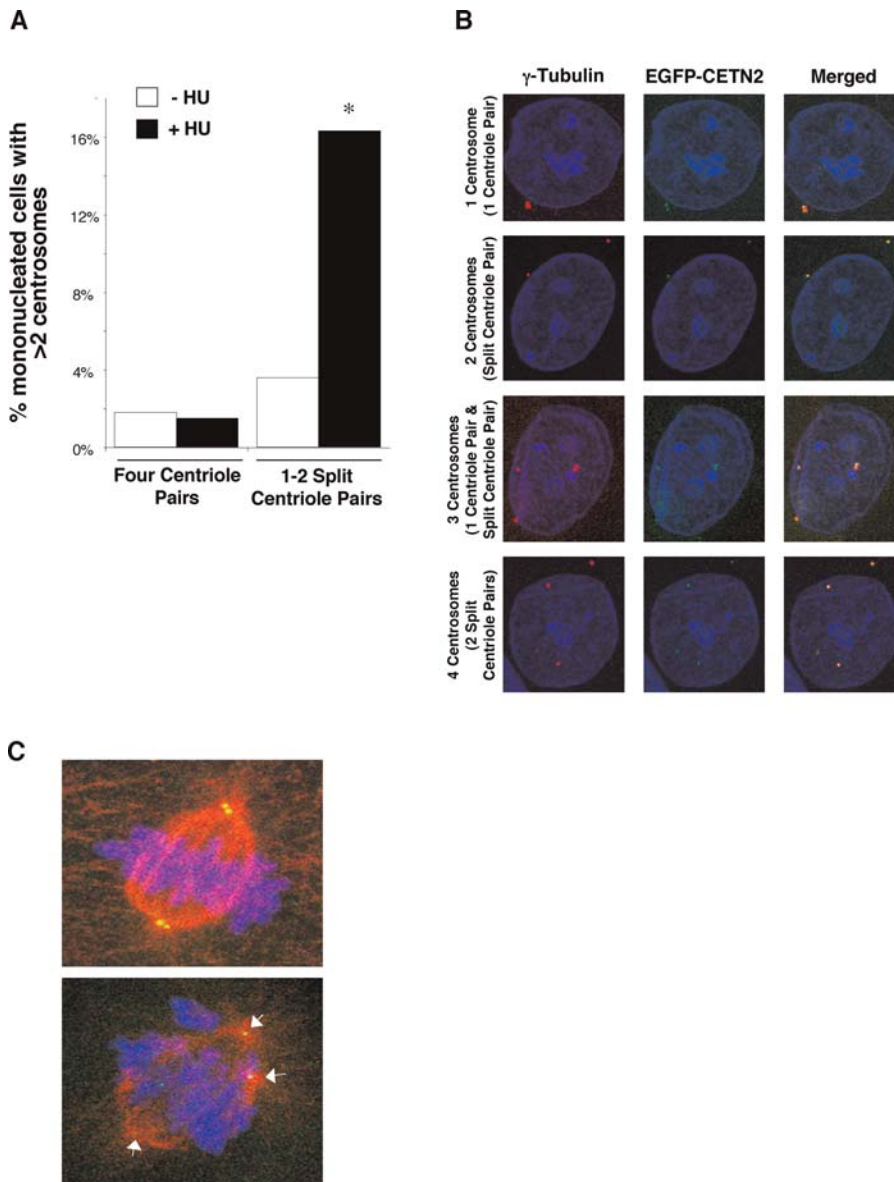 A
% mononucleated cells with
>2 centrosomes
16%
12%
8%
4%
0%
- HU
+ HU
*
Four Centriole
Pairs
1-2 Split
Centriole Pairs
B
γ-Tubulin
EGFP-CETN2
Merged
1 Centrosome
(1 Centriole Pair)
2 Centrosomes
(Split Centriole Pair)
3 Centrosomes
(1 Centriole Pair &
Split Centriole Pair)
4 Centrosomes
(2 Split
Centriole Pairs)
C